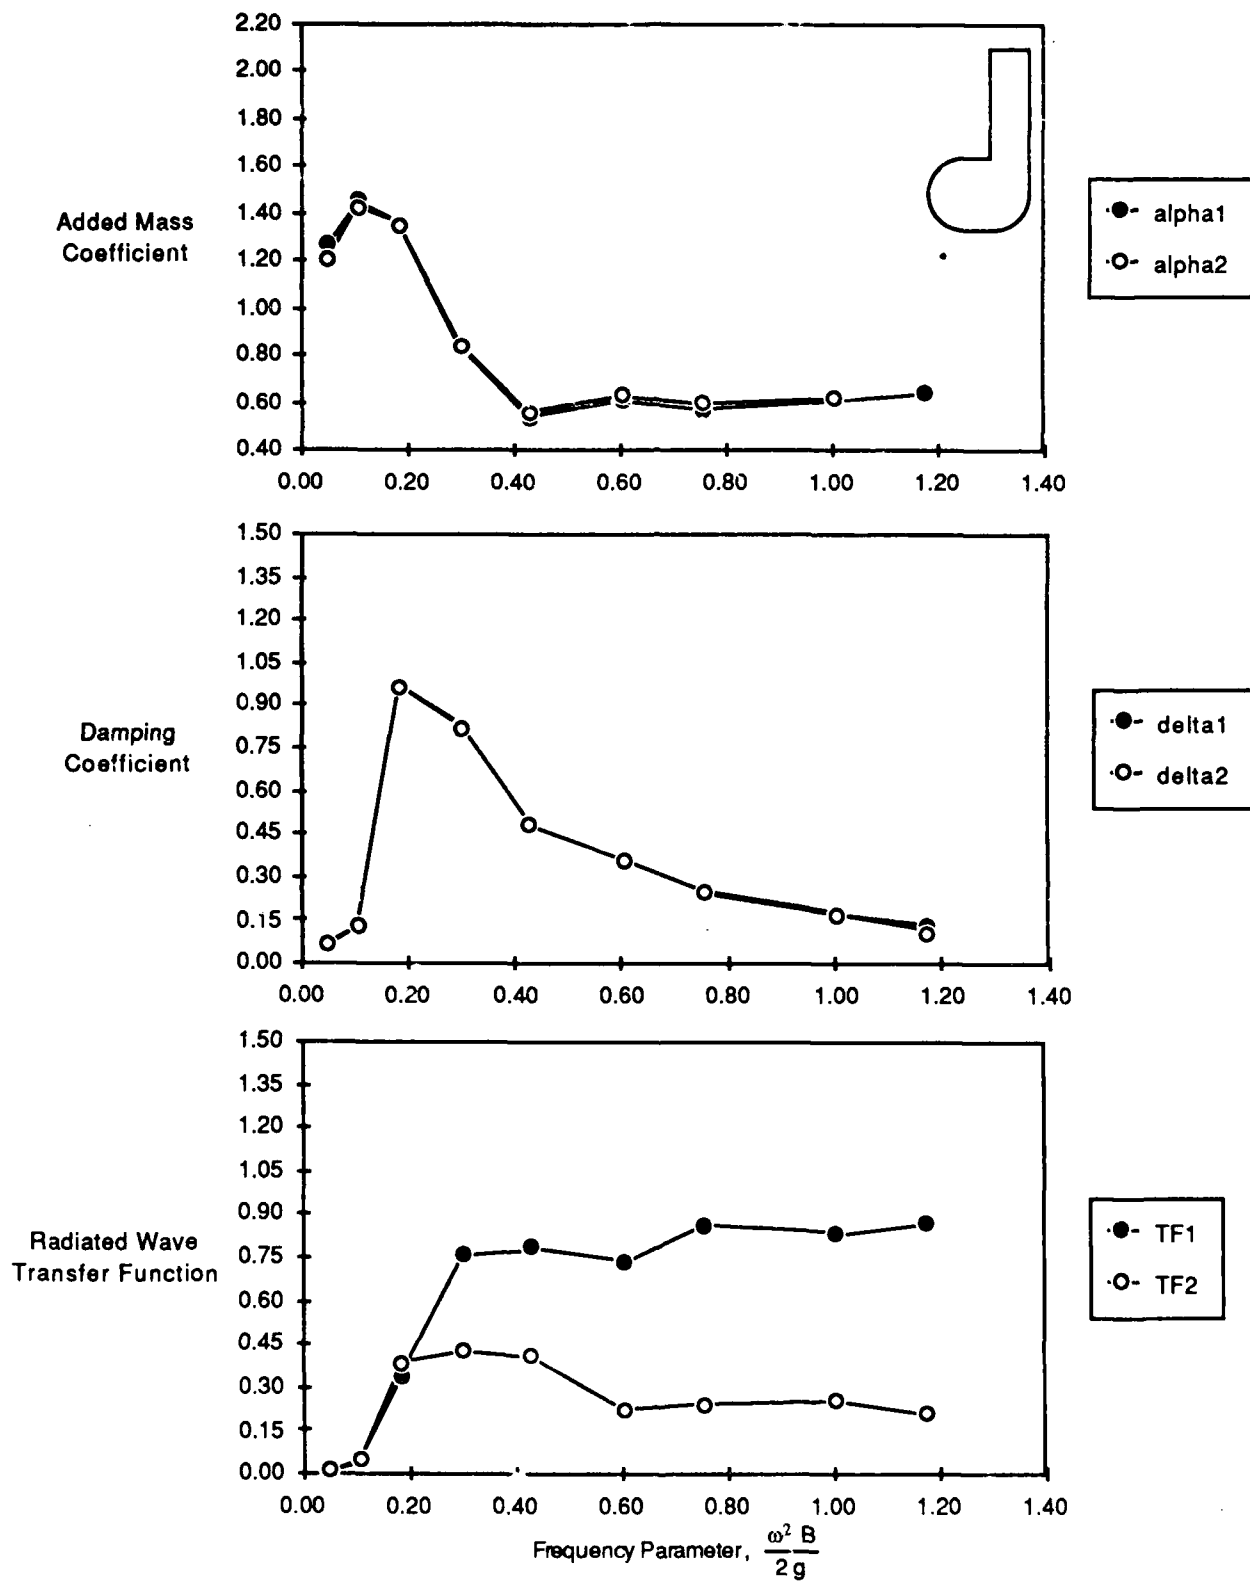 2.20
2.00
1.80
1.60
1.40
1.20
1.00
0.80
0.60
0.40
Added Mass
Coefficient
0.00 0.20 0.40 0.60 0.80 1.00 1.20 1.40
alpha1
alpha2
1.50
1.35
1.20
1.05
0.90
0.75
0.60
0.45
0.30
0.15
0.00
Damping
Coefficient
0.00 0.20 0.40 0.60 0.80 1.00 1.20 1.40
delta1
delta2
1.50
1.35
1.20
1.05
0.90
0.75
0.60
0.45
0.30
0.15
0.00
Radiated Wave
Transfer Function
0.00 0.20 0.40 0.60 0.80 1.00 1.20 1.40
TF1
TF2
Frequency Parameter, ω² B
2 g